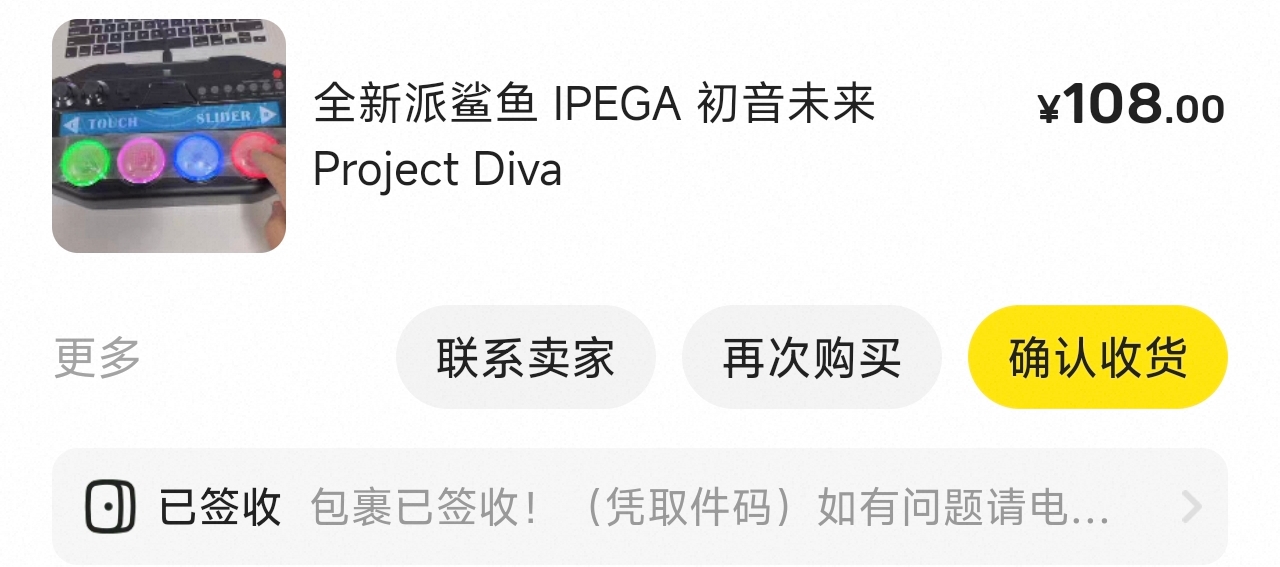 全新派鲨鱼 IPEGA 初音未来
Project Diva
¥108.00
TOUCH SLIDER
更多
联系卖家
再次购买
确认收货
已签收 包裹已签收！（凭取件码）如有问题请电...